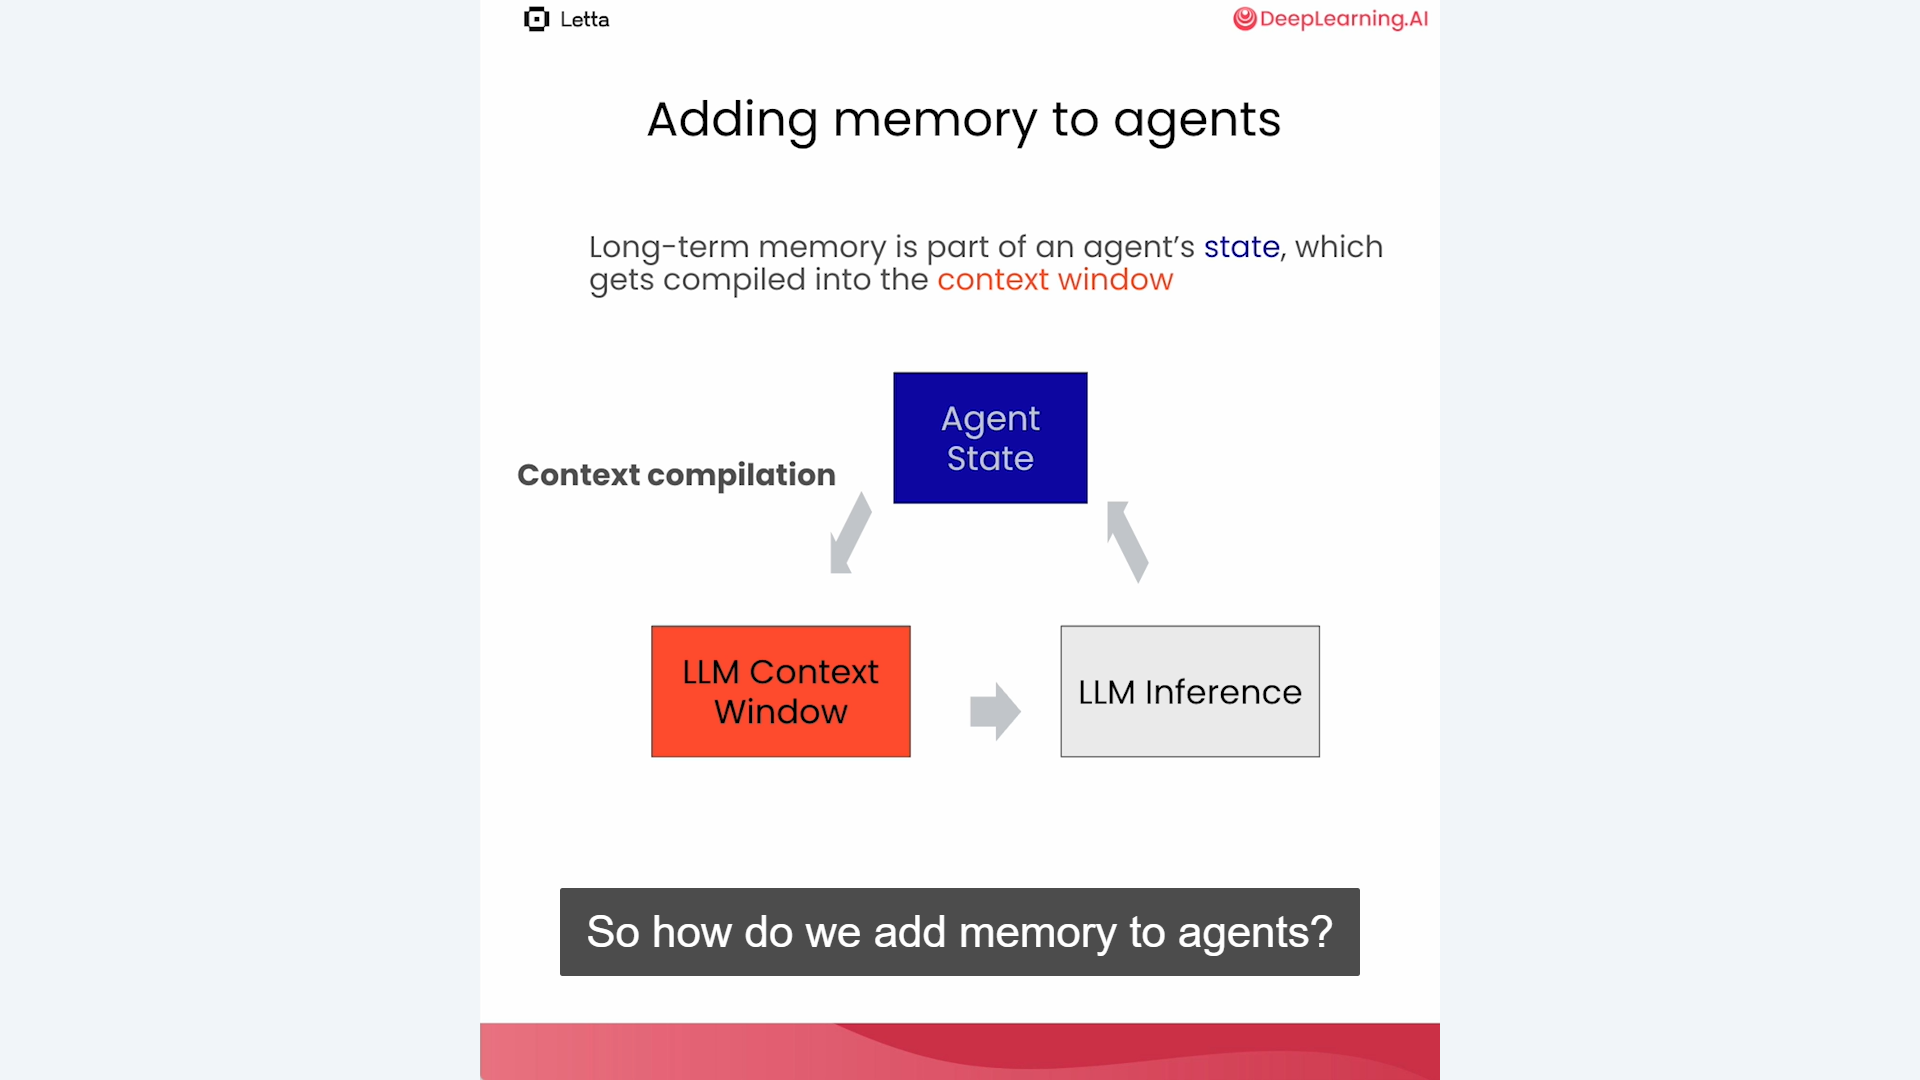 Letta
DeepLearning.AI
Adding memory to agents
Long-term memory is part of an agent’s state, which
gets compiled into the context window
Agent
State
Context compilation
LLM Context
Window
LLM Inference
So how do we add memory to agents?